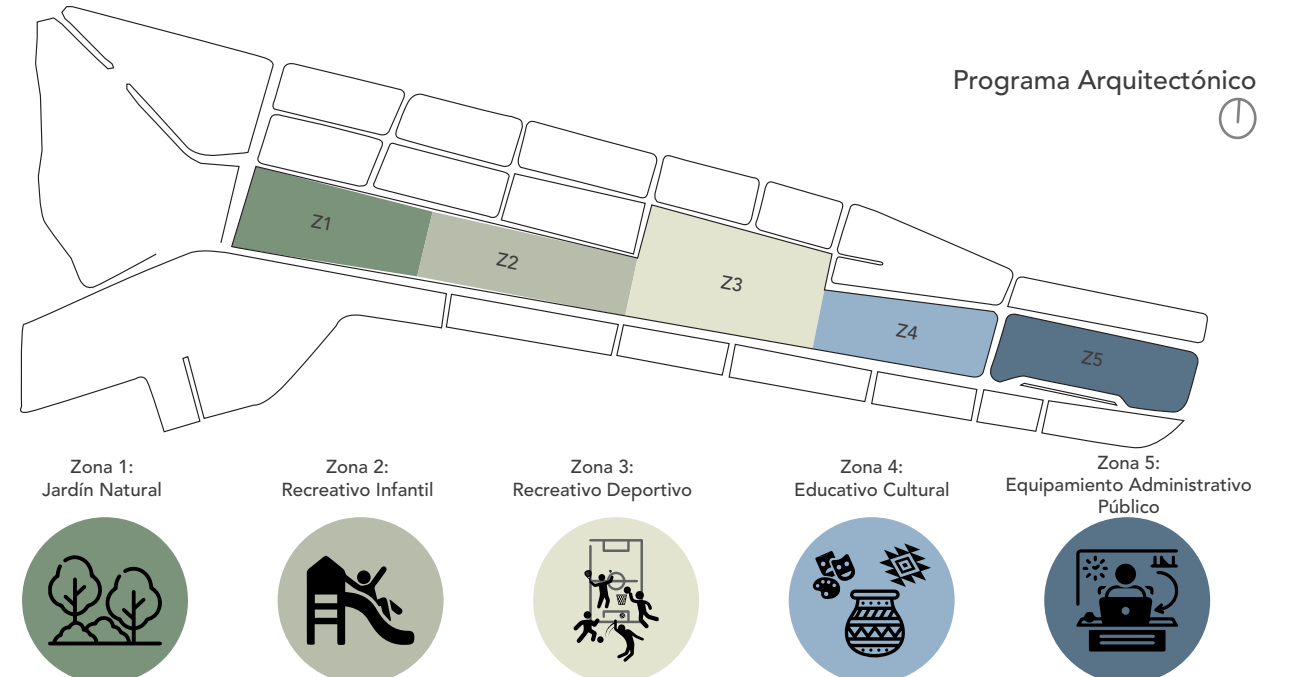 Programa Arquitectónico
Z1
Z2
Z3
Z4
Z5
Zona 1:
Jardín Natural
Zona 2:
Recreativo Infantil
Zona 3:
Recreativo Deportivo
Zona 4:
Educativo Cultural
Zona 5:
Equipamiento Administrativo
Público